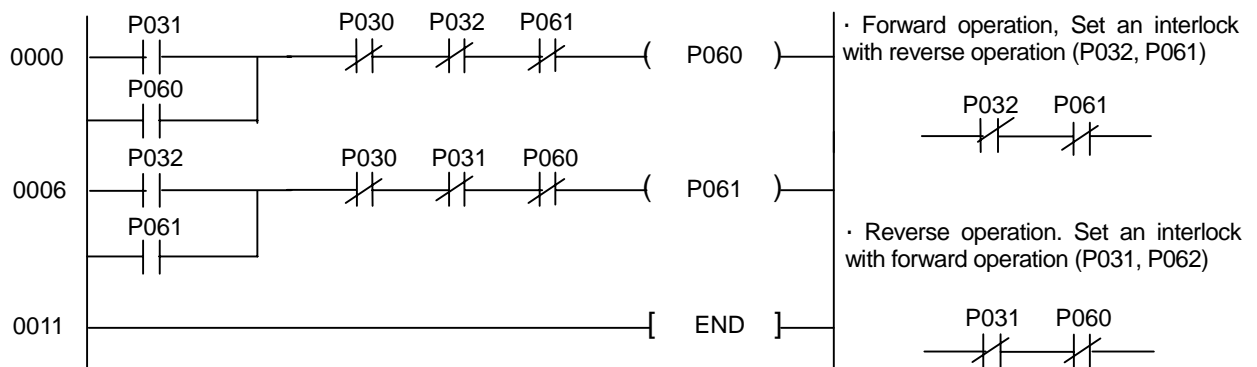 P031 P030 P032 P061
0000 ( P060 )
P060
P032 P030 P031 P060
0006 ( P061 )
P061
0011 [ END ]
· Forward operation, Set an interlock
with reverse operation (P032, P061)
P032 P061
· Reverse operation. Set an interlock
with forward operation (P031, P062)
P031 P060